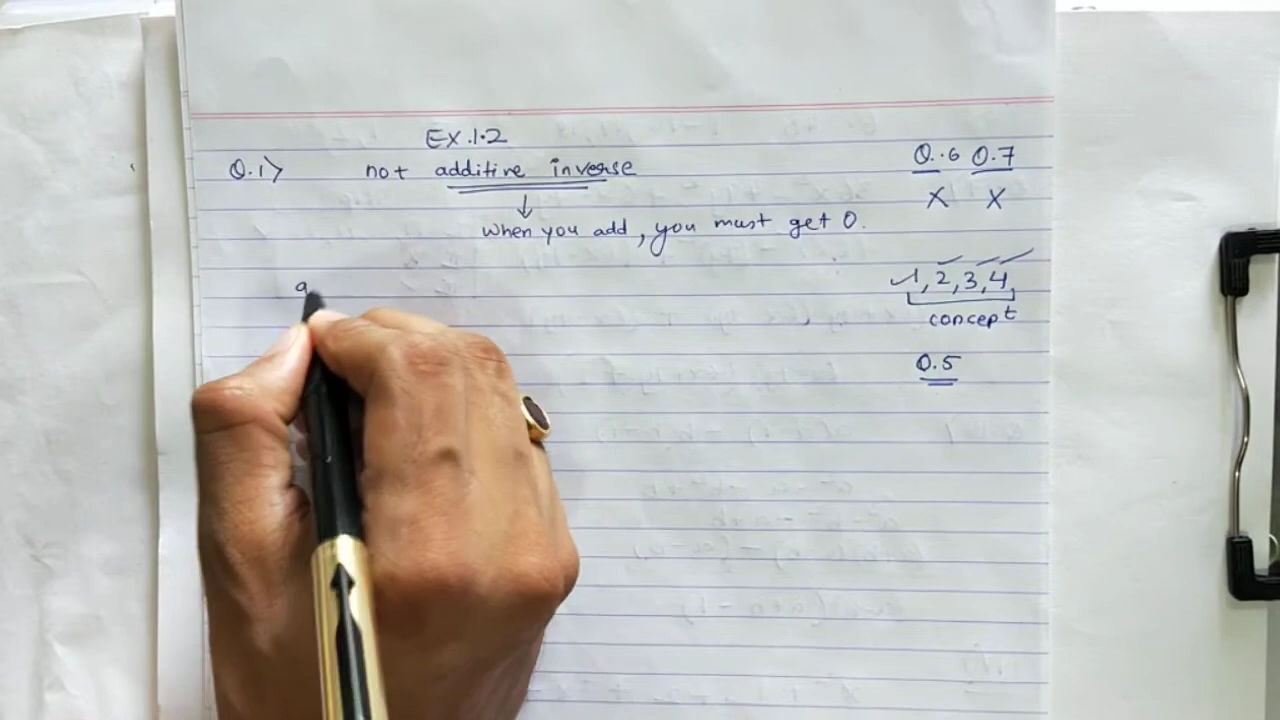 EX.1.2
Q.1> not additive inverse
↓
When you add, you must get 0.
a
Q.6 Q.7
X X
1, 2, 3, 4,
concept
Q.5